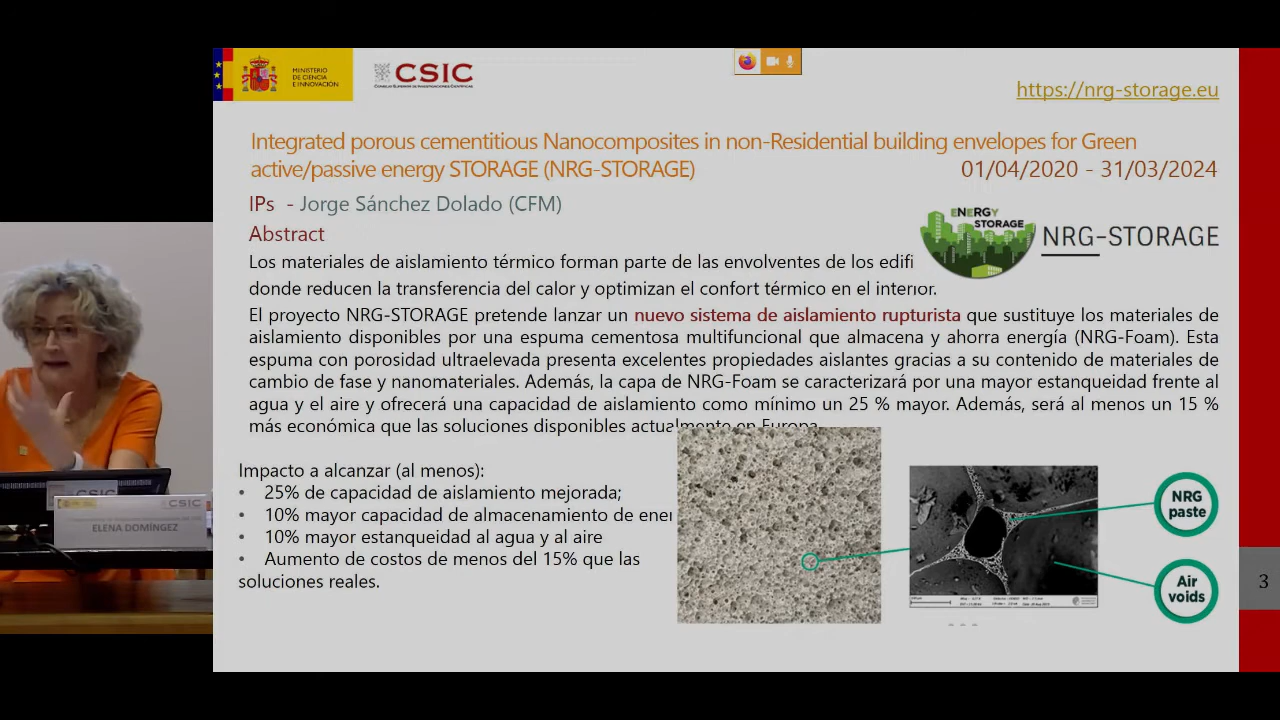 MINISTERIO
DE CIENCIA
E INNOVACIÓN
CSIC
CONSEJO SUPERIOR DE INVESTIGACIONES CIENTÍFICAS
https://nrg-storage.eu
Integrated porous cementitious Nanocomposites in non-Residential building envelopes for Green
active/passive energy STORAGE (NRG-STORAGE) 01/04/2020 - 31/03/2024
IPs - Jorge Sánchez Dolado (CFM)
Abstract
ENERGY
STORAGE
NRG-STORAGE
Los materiales de aislamiento térmico forman parte de las envolventes de los edifi
donde reducen la transferencia del calor y optimizan el confort térmico en el interior.
El proyecto NRG-STORAGE pretende lanzar un nuevo sistema de aislamiento rupturista que sustituye los materiales de
aislamiento disponibles por una espuma cementosa multifuncional que almacena y ahorra energía (NRG-Foam). Esta
espuma con porosidad ultraelevada presenta excelentes propiedades aislantes gracias a su contenido de materiales de
cambio de fase y nanomateriales. Además, la capa de NRG-Foam se caracterizará por una mayor estanqueidad frente al
agua y el aire y ofrecerá una capacidad de aislamiento como mínimo un 25 % mayor. Además, será al menos un 15 %
más económica que las soluciones disponibles actualmente en Europa.
Impacto a alcanzar (al menos):
• 25% de capacidad de aislamiento mejorada;
• 10% mayor capacidad de almacenamiento de ener
• 10% mayor estanqueidad al agua y al aire
• Aumento de costos de menos del 15% que las
soluciones reales.
NRG
paste
Air
voids
3
CSIC
ELENA DOMÍNGEZ